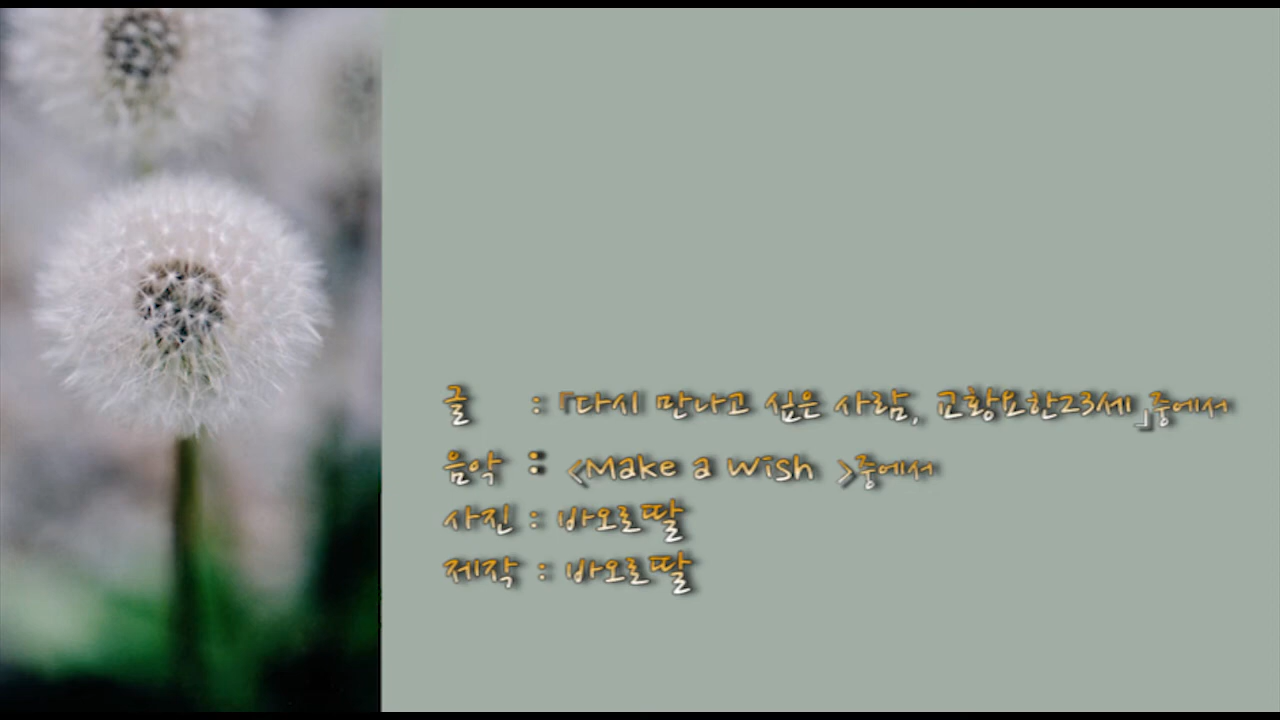 글 : 「다시 만나고 싶은 사람, 교황요한23세」중에서
음악 : <Make a Wish >중에서
사진 : 바오로딸
제작 : 바오로딸